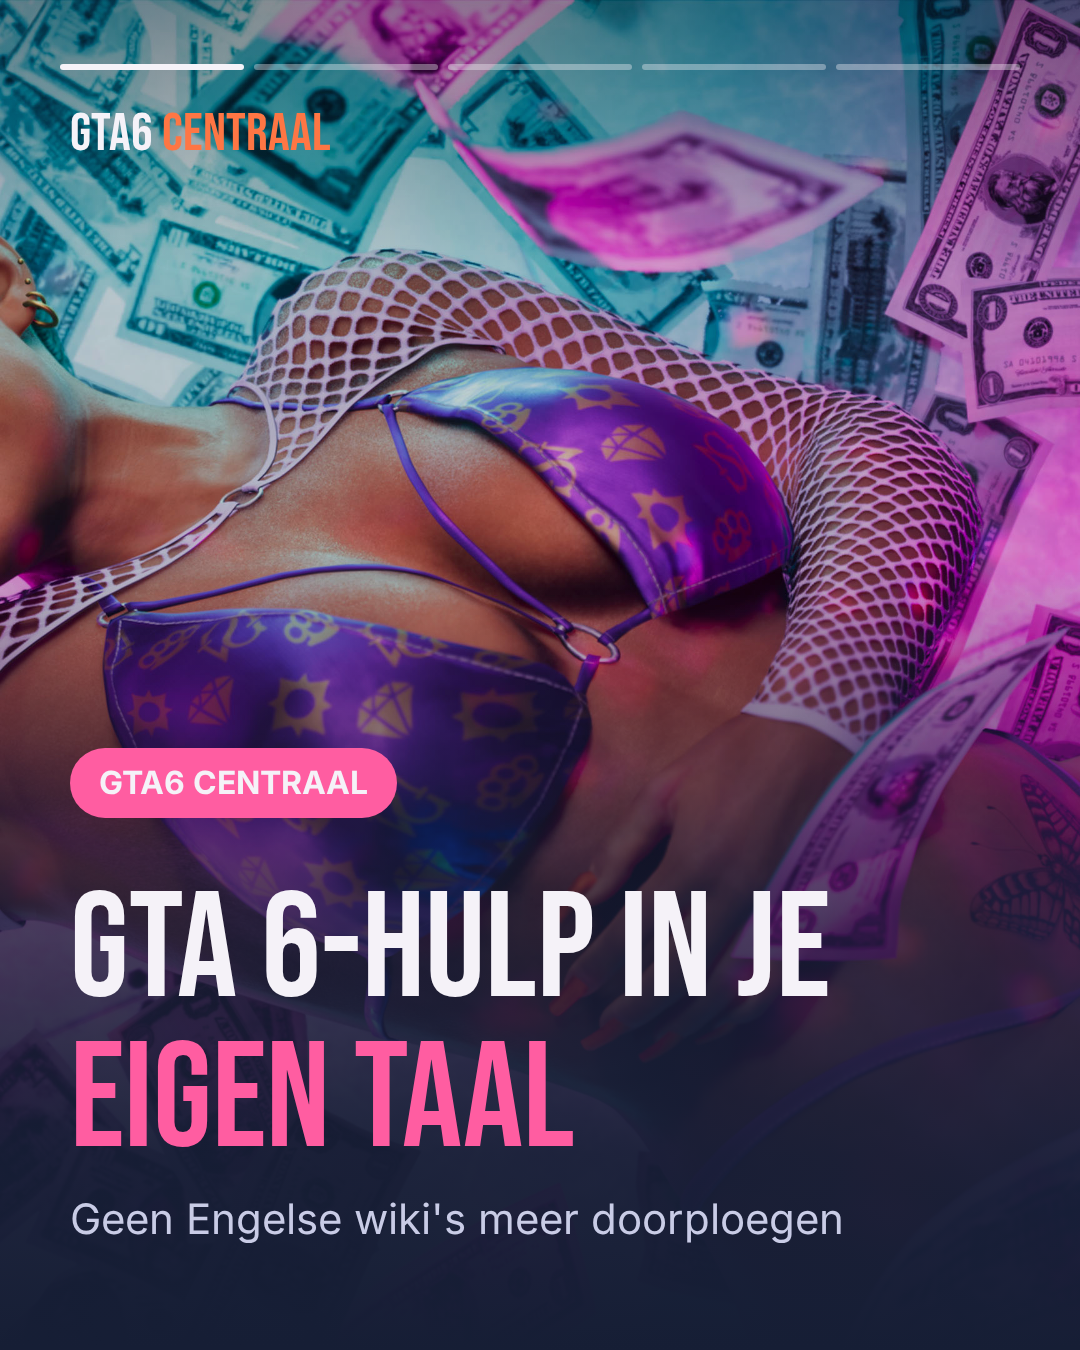 GTA6 CENTRAAL
GTA6 CENTRAAL
GTA 6-HULP IN JE
EIGEN TAAL
Geen Engelse wiki's meer doorploegen